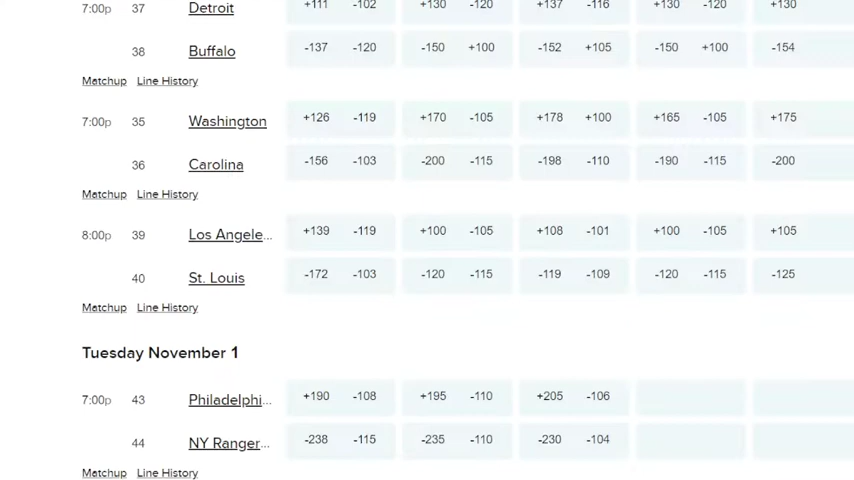 7:00p 37 Detroit +111 -102 +130 -120 +137 -116 +130 -120 +130
38 Buffalo -137 -120 -150 +100 -152 +105 -150 +100 -154
Matchup Line History
7:00p 35 Washington +126 -119 +170 -105 +178 +100 +165 -105 +175
36 Carolina -156 -103 -200 -115 -198 -110 -190 -115 -200
Matchup Line History
8:00p 39 Los Angele... +139 -119 +100 -105 +108 -101 +100 -105 +105
40 St. Louis -172 -103 -120 -115 -119 -109 -120 -115 -125
Matchup Line History
Tuesday November 1
7:00p 43 Philadelphi... +190 -108 +195 -110 +205 -106
44 NY Ranger... -238 -115 -235 -110 -230 -104
Matchup Line History